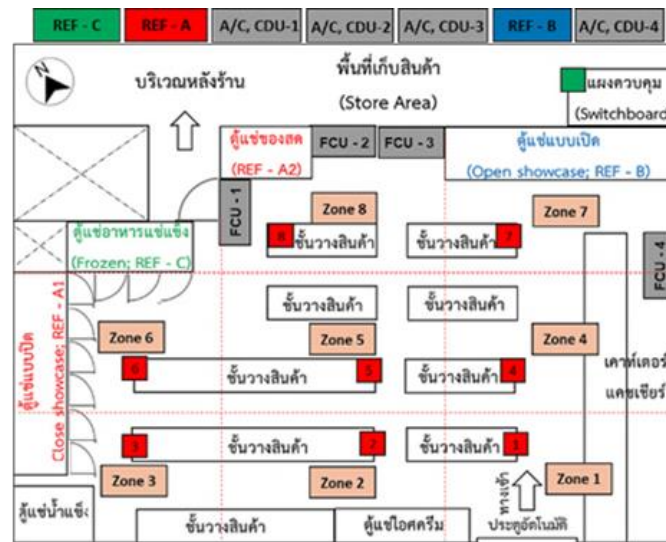 REF - C
REF - A
A/C, CDU-1
A/C, CDU-2
A/C, CDU-3
REF - B
A/C, CDU-4
N
บริเวณหลังร้าน
พื้นที่เก็บสินค้า
(Store Area)
แผงควบคุม
(Switchboard
ตู้แช่ของสด
(REF - A2)
FCU - 2
FCU - 3
ตู้แช่แบบเปิด
(Open showcase; REF - B)
FCU - 1
Zone 8
Zone 7
ตู้แช่อาหารแช่แข็ง
(Frozen; REF - C)
8
ชั้นวางสินค้า
ชั้นวางสินค้า
7
FCU - 4
ตู้แช่แบบปิด
Close showcase; REF - A1
ชั้นวางสินค้า
ชั้นวางสินค้า
Zone 6
Zone 5
Zone 4
6
ชั้นวางสินค้า
5
ชั้นวางสินค้า
4
เคาท์เตอร์
แคชเชียร์
ชั้นวางสินค้า
ชั้นวางสินค้า
Zone 3
Zone 2
Zone 1
ทางเข้า
ตู้แช่น้ำแข็ง
ชั้นวางสินค้า
ตู้แช่ไอศครีม
ประตูอัตโนมัติ